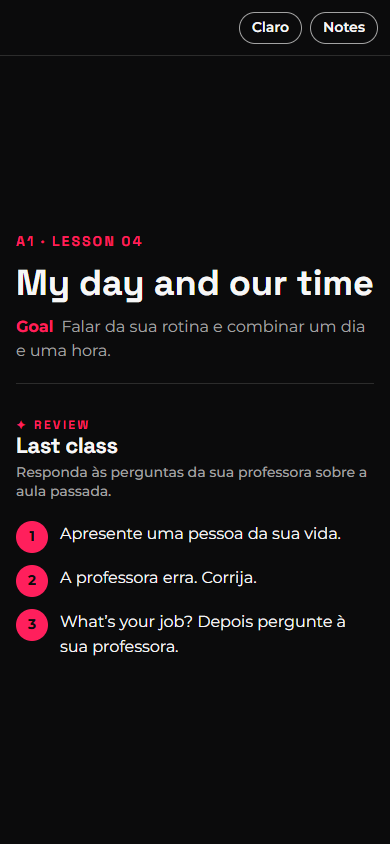 Claro Notes
A1 · LESSON 04
My day and our time
Goal Falar da sua rotina e combinar um dia
e uma hora.
✦ REVIEW
Last class
Responda às perguntas da sua professora sobre a
aula passada.
1 Apresente uma pessoa da sua vida.
2 A professora erra. Corrija.
3 What’s your job? Depois pergunte à
sua professora.